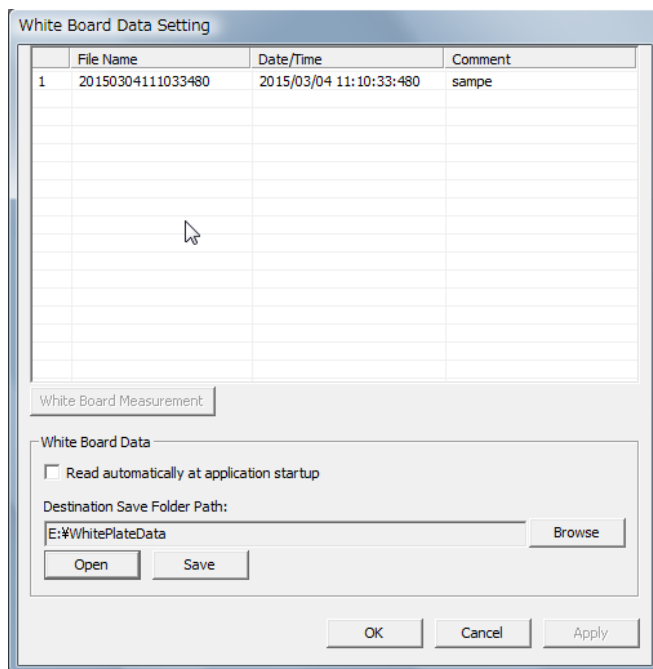 White Board Data Setting
File Name Date/Time Comment
1 20150304111033480 2015/03/04 11:10:33:480 sampe
White Board Measurement
White Board Data
Read automatically at application startup
Destination Save Folder Path:
E:¥WhitePlateData Browse
Open Save
OK Cancel Apply